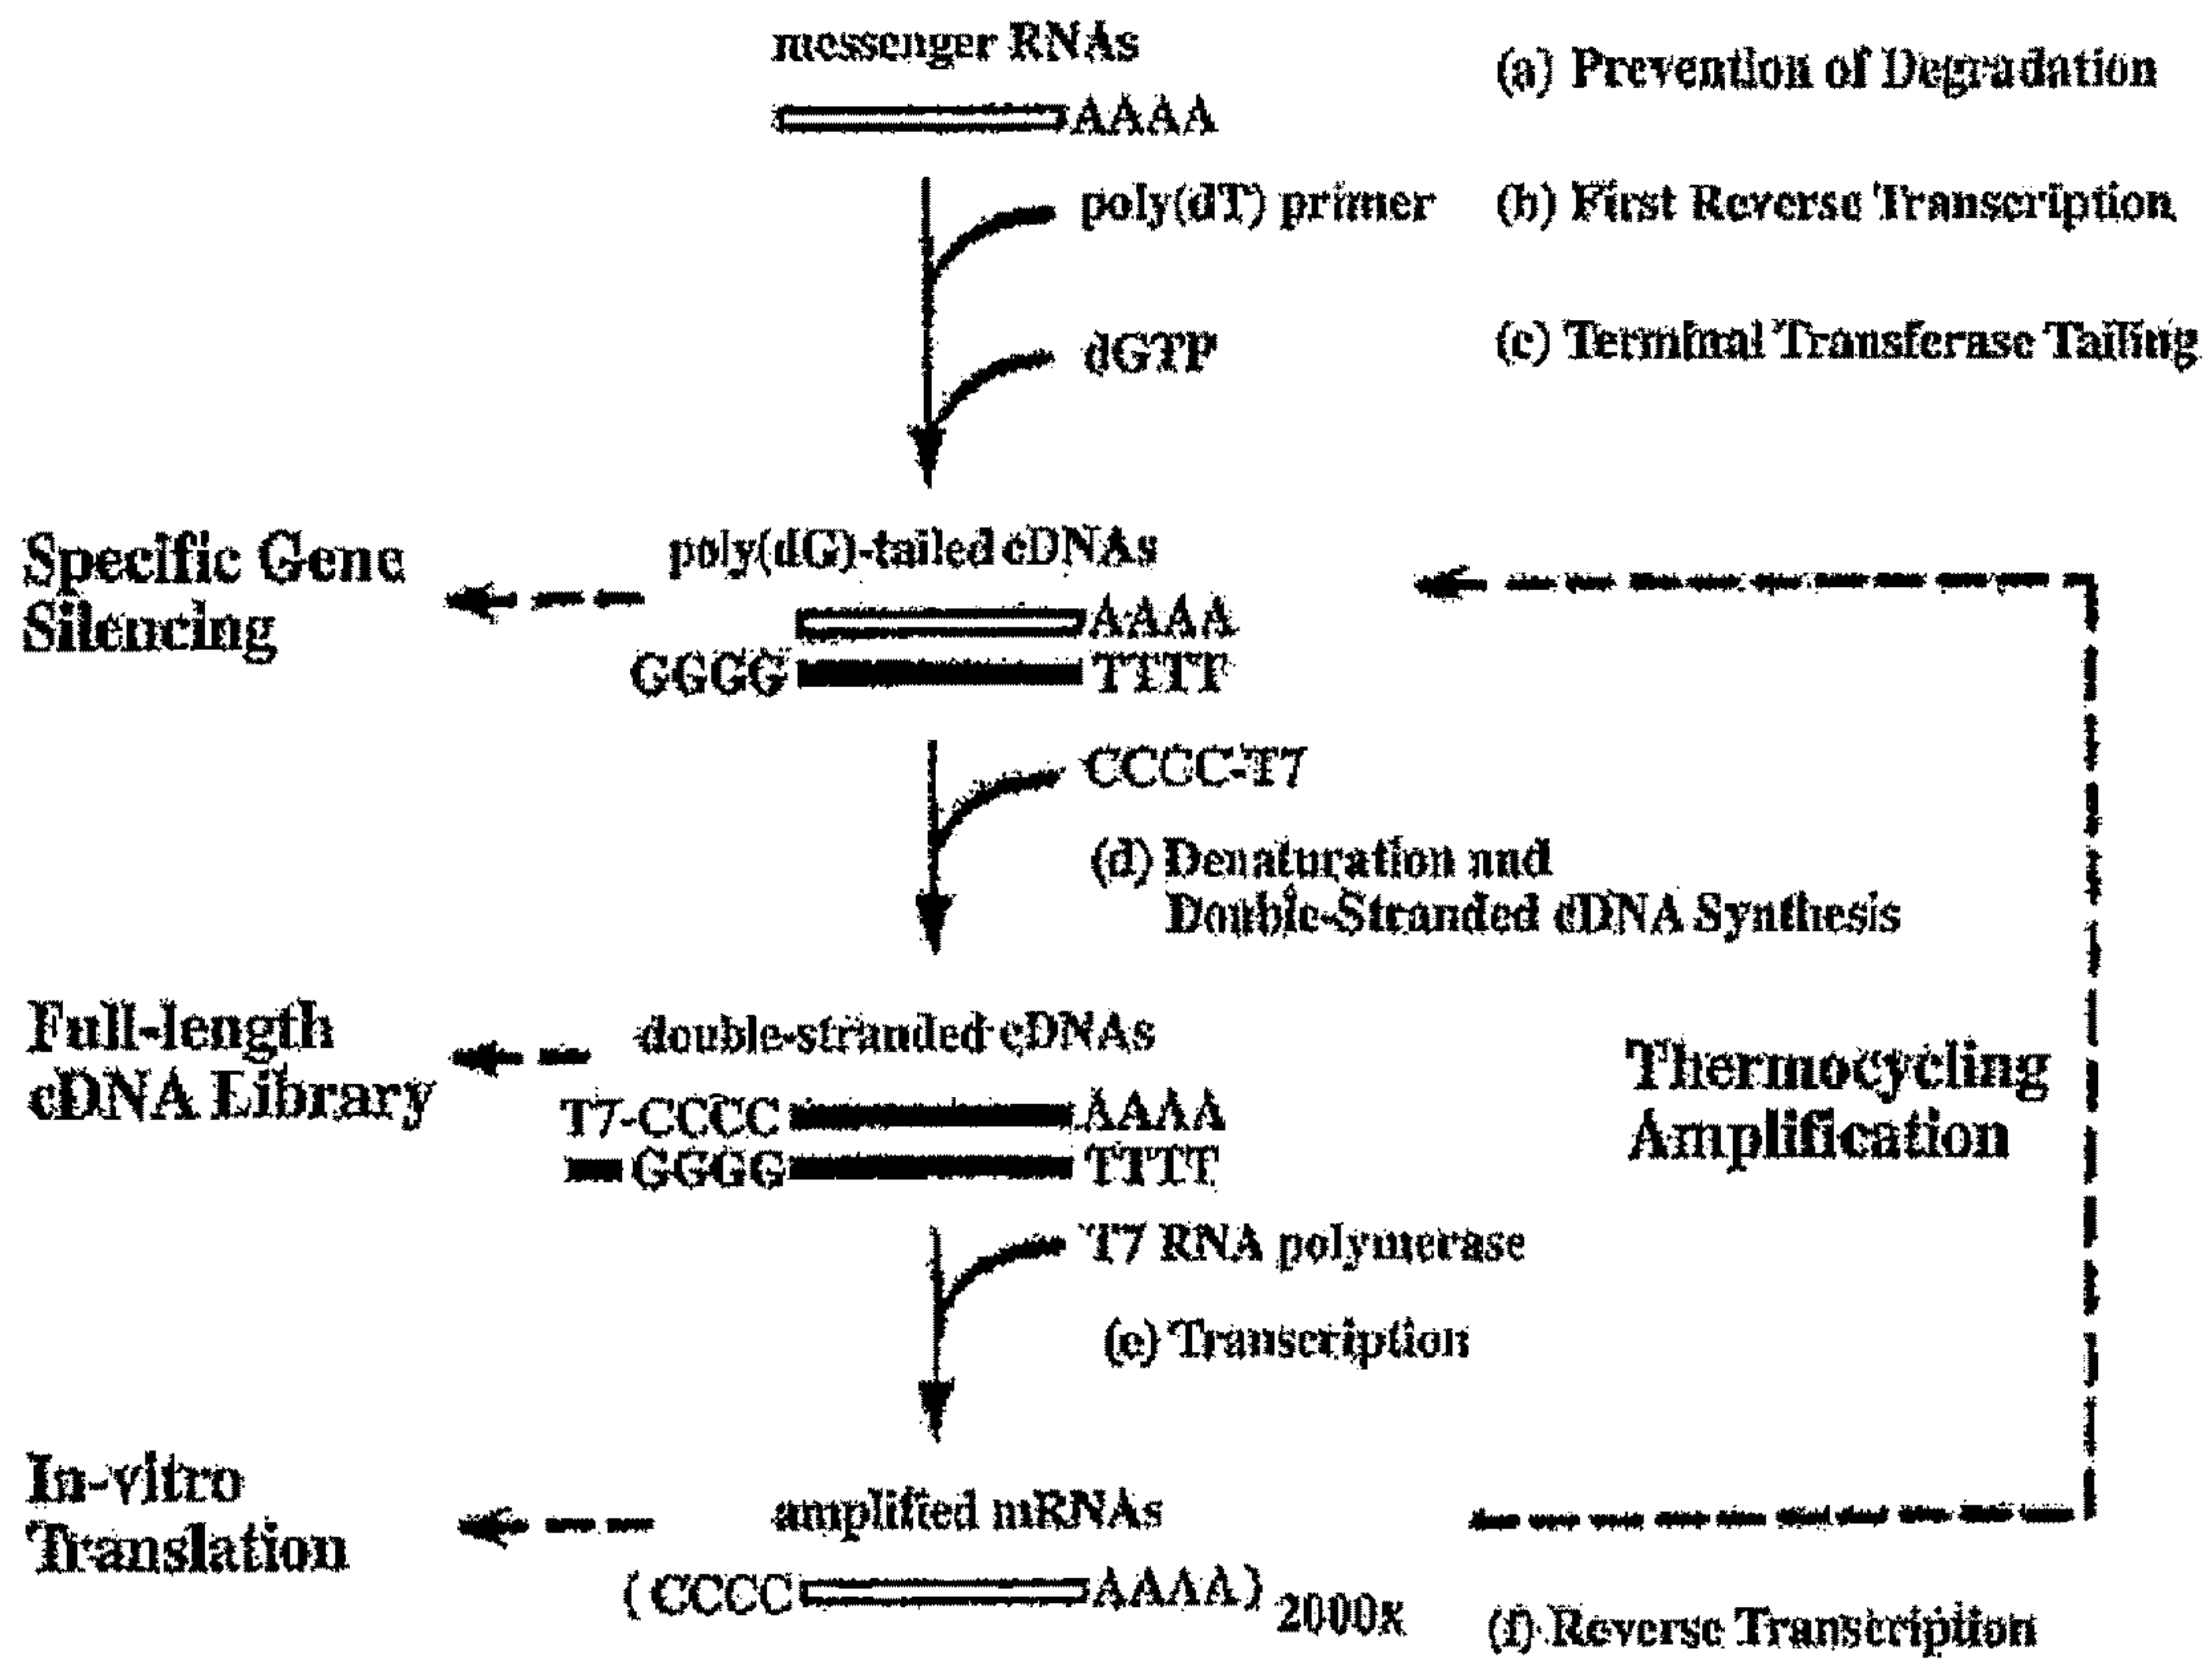 messenger RNAs
(a) Prevention of Degradation
AAAA
poly(dT) primer
(b) First Reverse Transcription
dGTP
(c) Terminal Transferase Tailing
Specific Gene
Silencing
poly(dG)-tailed cDNAs
AAAA
GGGG TTTT
CCCC-T7
(d) Denaturation and
Double-Stranded cDNA Synthesis
Full-length
cDNA Library
double-stranded cDNAs
T7-CCCC AAAA
GGGG TTTT
Thermocycling
Amplification
T7 RNA polymerase
(e) Transcription
In-vitro
Translation
amplified mRNAs
(CCCC AAAA) 2000x
(f) Reverse Transcription